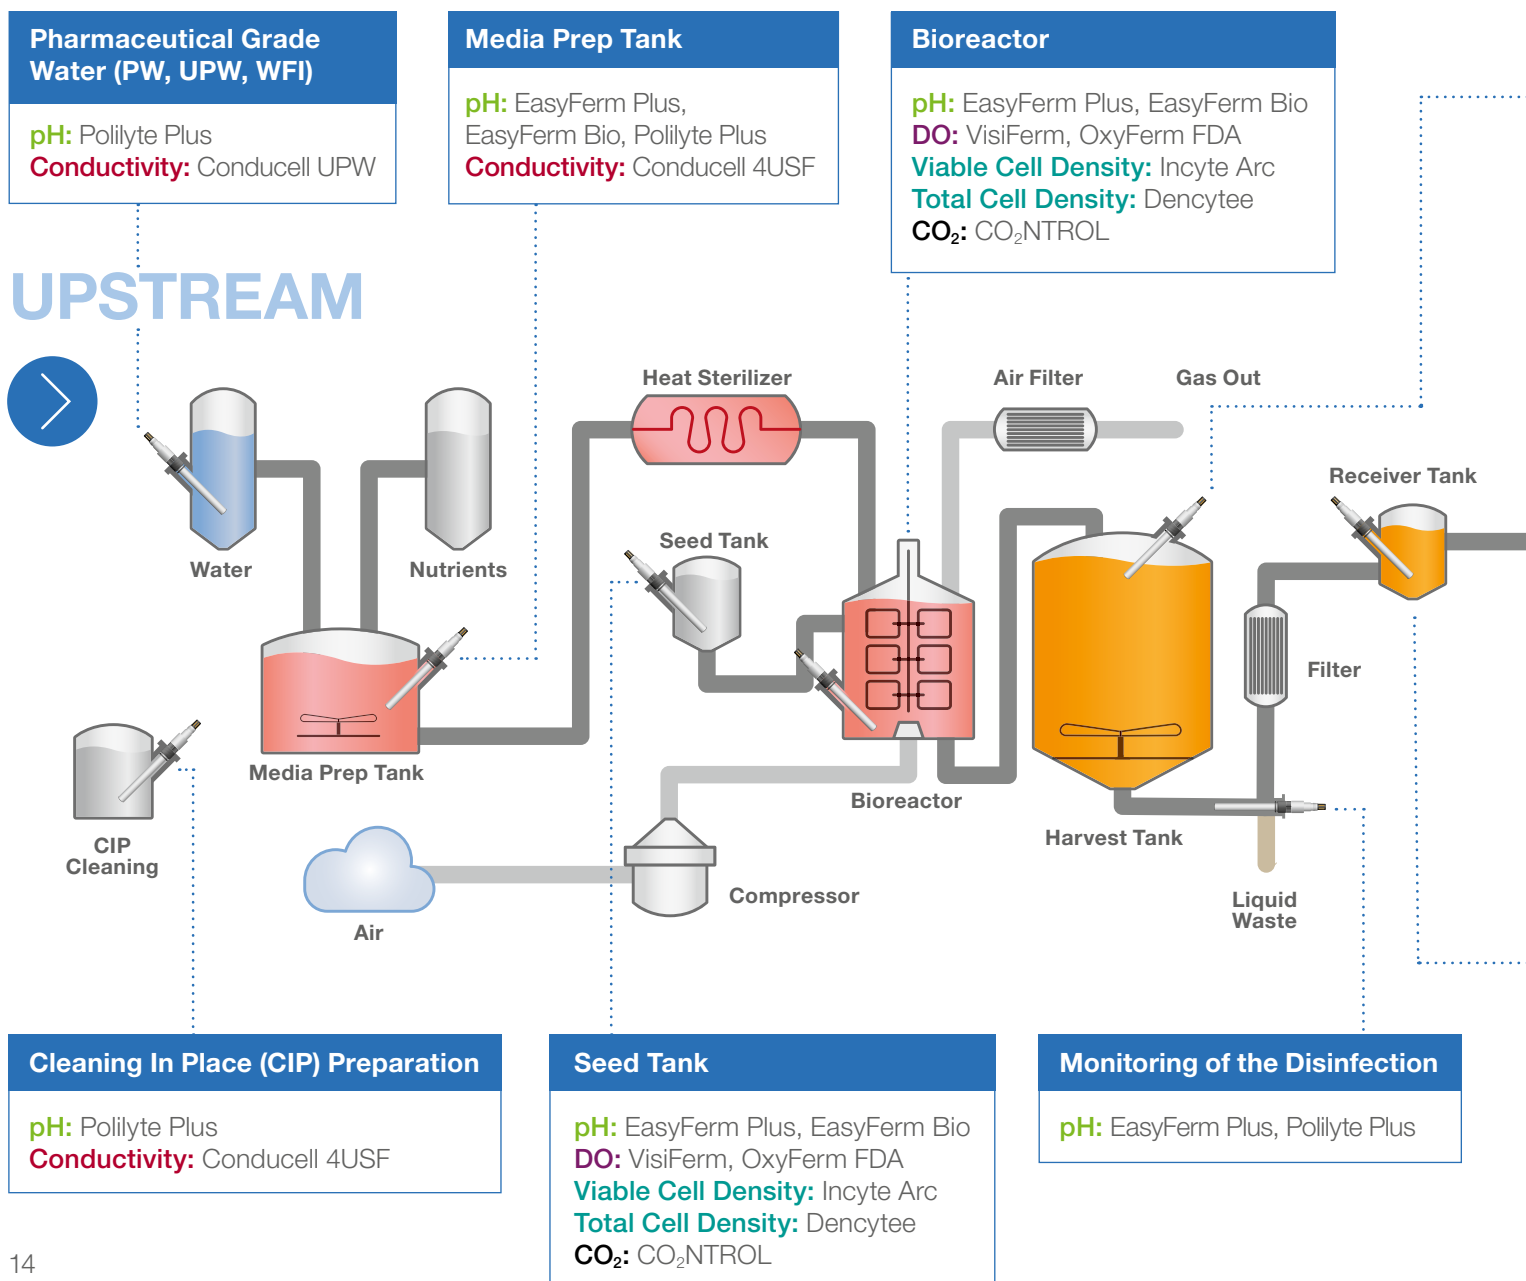 Pharmaceutical Grade
Water (PW, UPW, WFI)
pH: Polilyte Plus
Conductivity: Conducell UPW
Media Prep Tank
pH: EasyFerm Plus,
EasyFerm Bio, Polilyte Plus
Conductivity: Conducell 4USF
Bioreactor
pH: EasyFerm Plus, EasyFerm Bio
DO: VisiFerm, OxyFerm FDA
Viable Cell Density: Incyte Arc
Total Cell Density: Dencytee
CO₂: CO₂NTROL
UPSTREAM
Heat Sterilizer
Air Filter
Gas Out
Receiver Tank
Seed Tank
Water
Nutrients
Filter
Media Prep Tank
Bioreactor
Harvest Tank
CIP
Cleaning
Compressor
Liquid
Waste
Air
Cleaning In Place (CIP) Preparation
pH: Polilyte Plus
Conductivity: Conducell 4USF
Seed Tank
pH: EasyFerm Plus, EasyFerm Bio
DO: VisiFerm, OxyFerm FDA
Viable Cell Density: Incyte Arc
Total Cell Density: Dencytee
CO₂: CO₂NTROL
Monitoring of the Disinfection
pH: EasyFerm Plus, Polilyte Plus
14